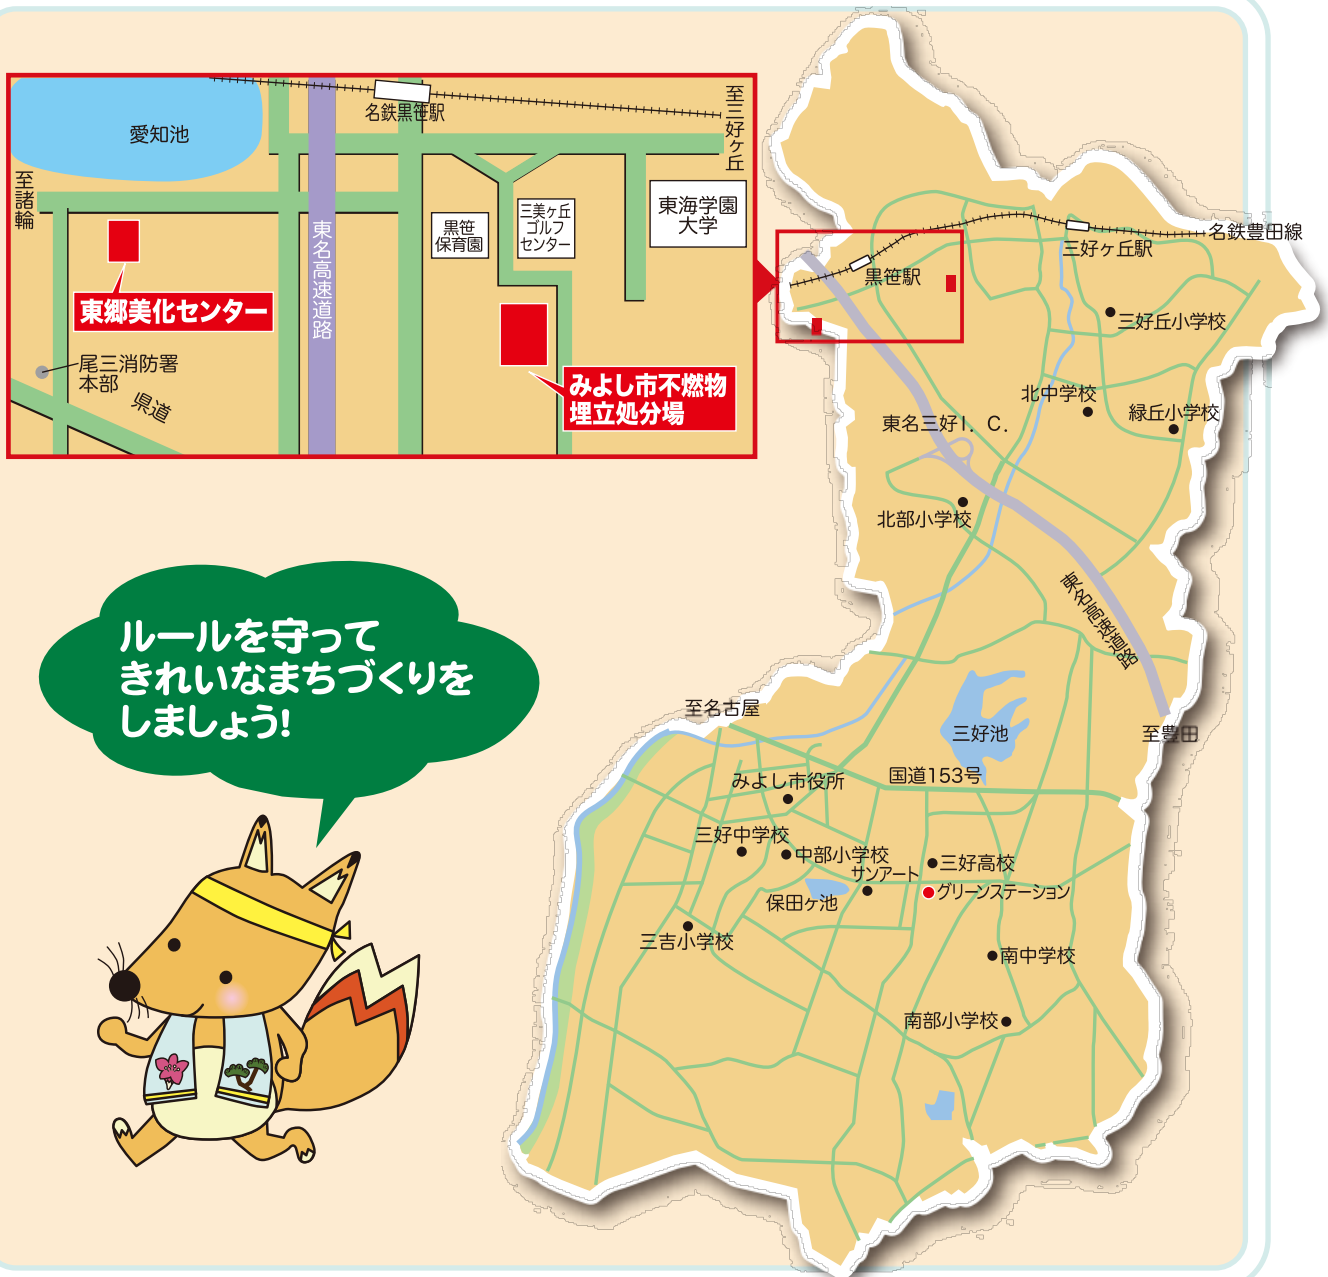 愛知池
名鉄黒笹駅
至三好ヶ丘
至諸輪
東名高速道路
黒笹
保育園
三美ヶ丘
ゴルフ
センター
東海学園
大学
東郷美化センター
尾三消防署
本部
県道
みよし市不燃物
埋立処分場
名鉄豊田線
三好ヶ丘駅
黒笹駅
三好丘小学校
北中学校
緑丘小学校
東名三好I.C.
北部小学校
東名高速道路
至名古屋
三好池
至豊田
国道153号
みよし市役所
三好中学校
中部小学校
サンアート
三好高校
グリーンステーション
保田ヶ池
三吉小学校
南中学校
南部小学校
ルールを守って
きれいなまちづくりを
しましょう!